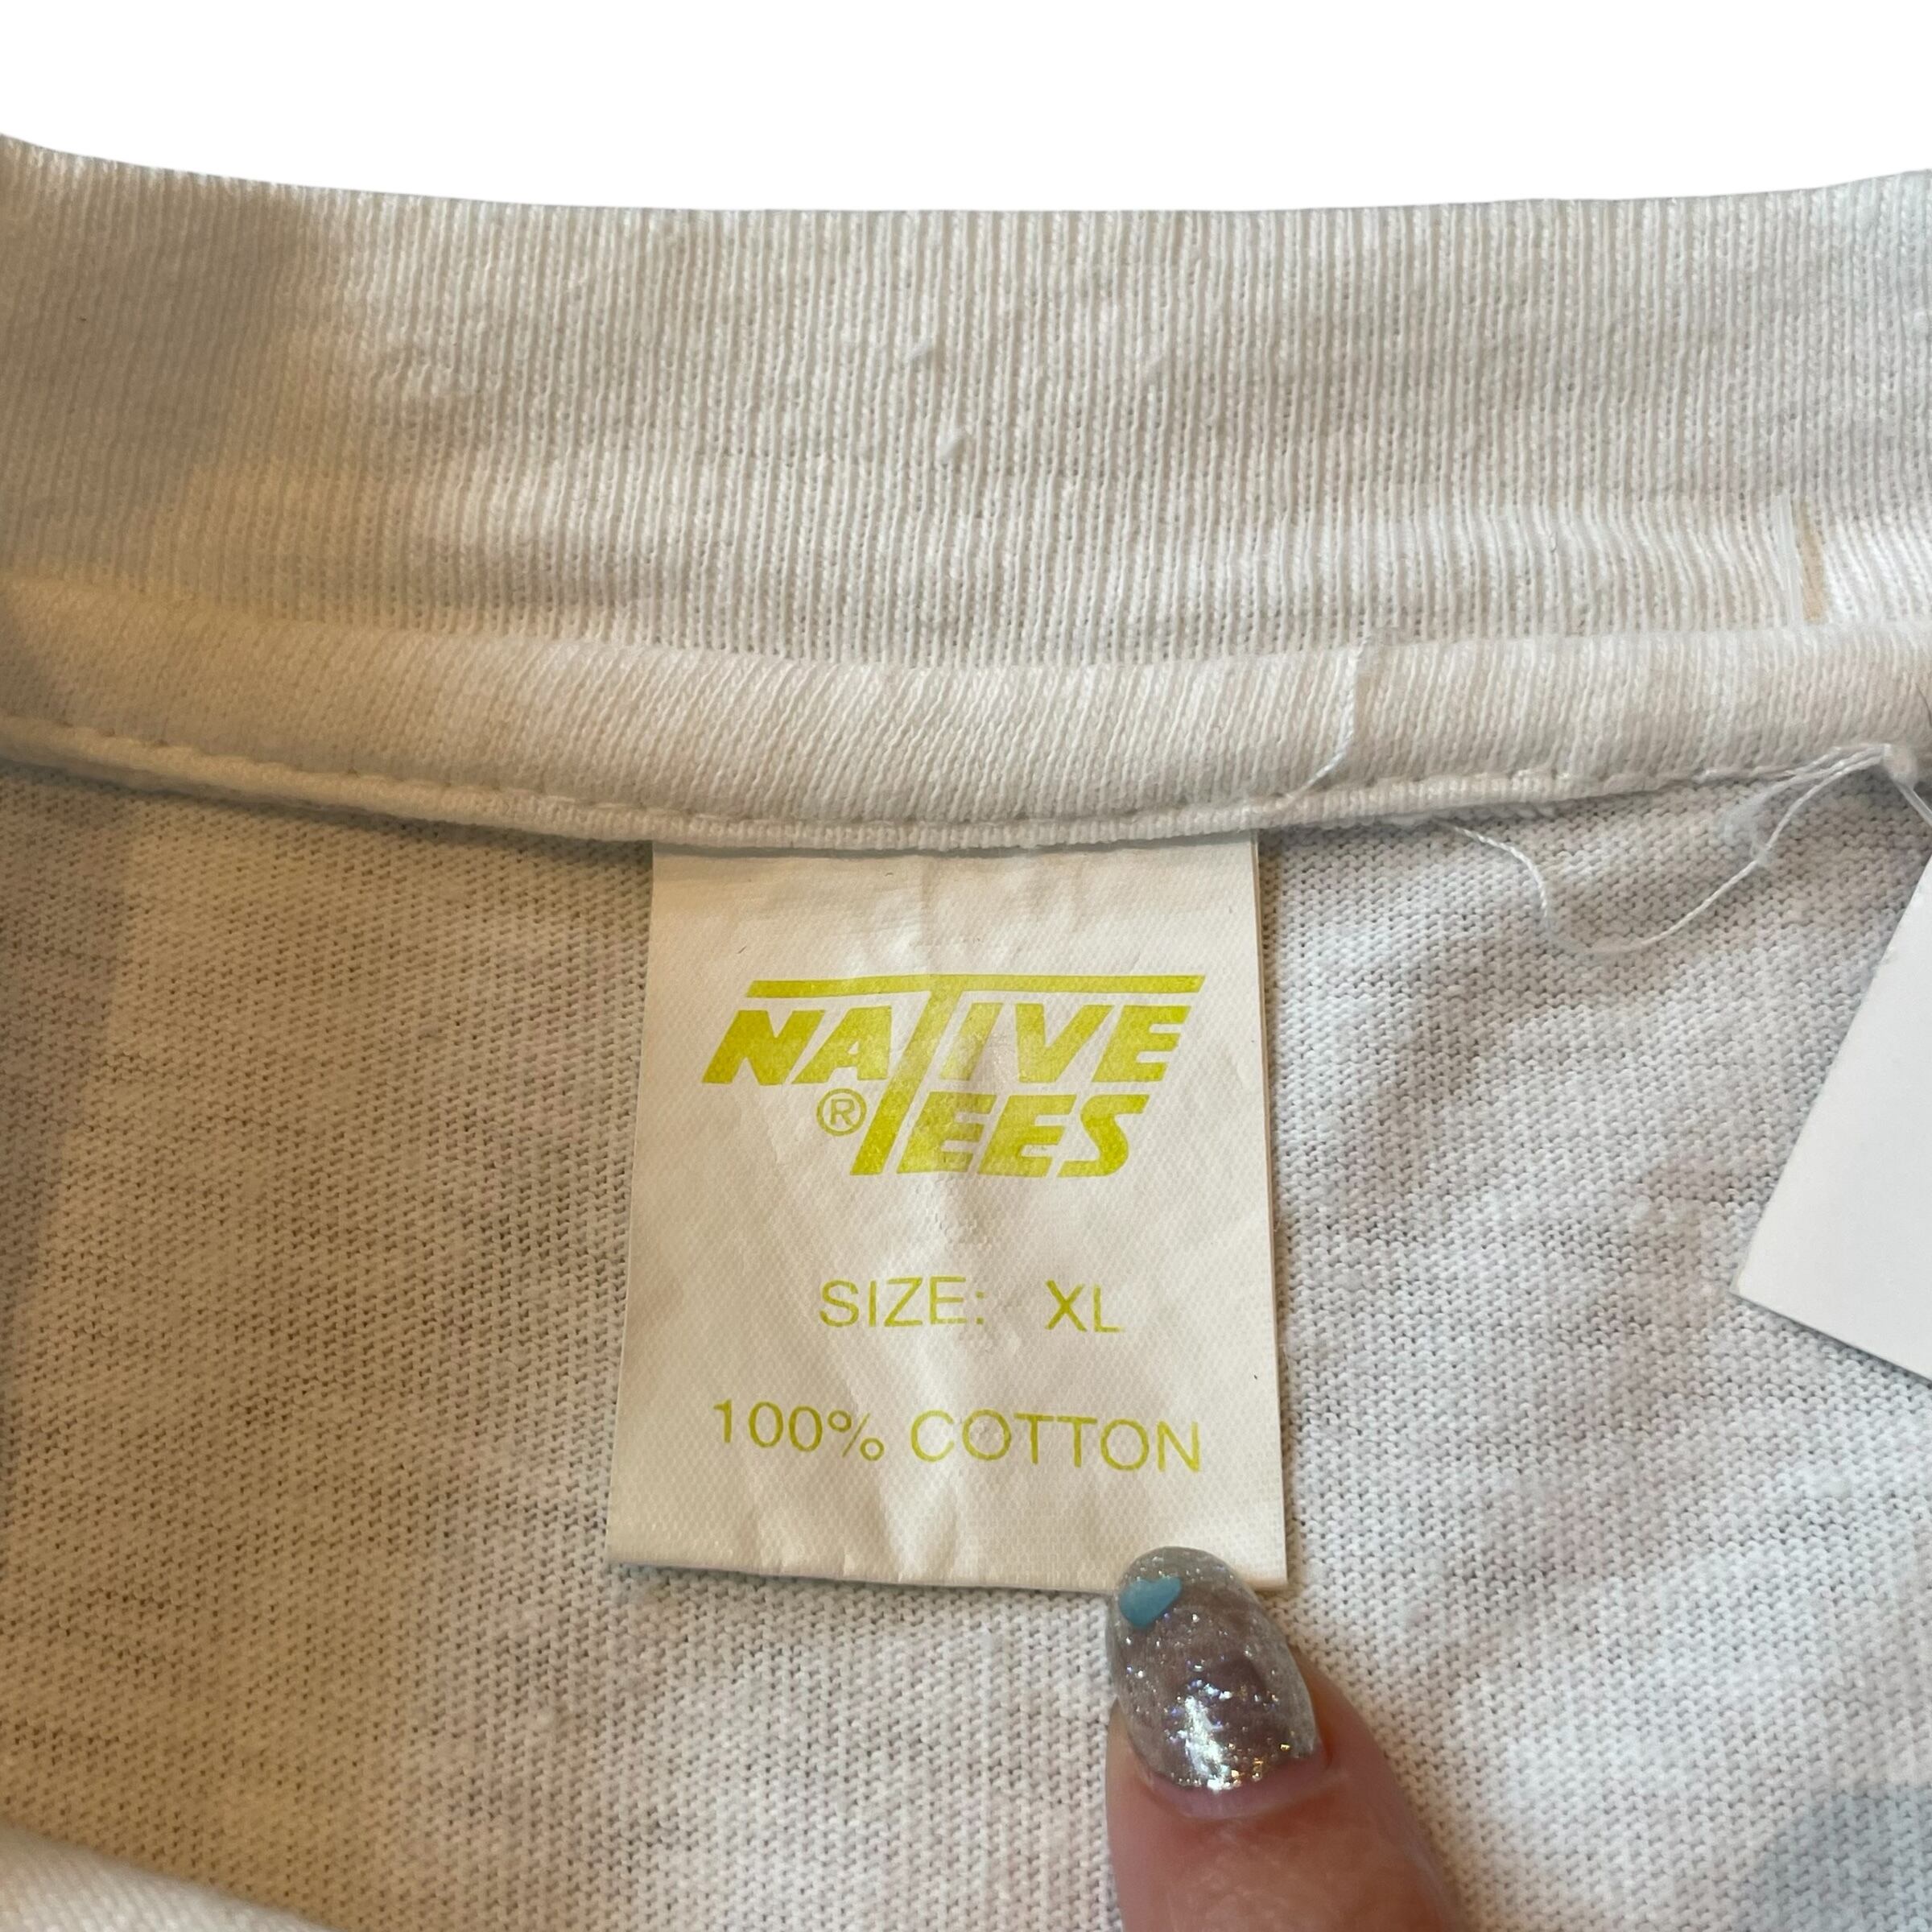 NATIVE
® TEES
SIZE: XL
100% COTTON